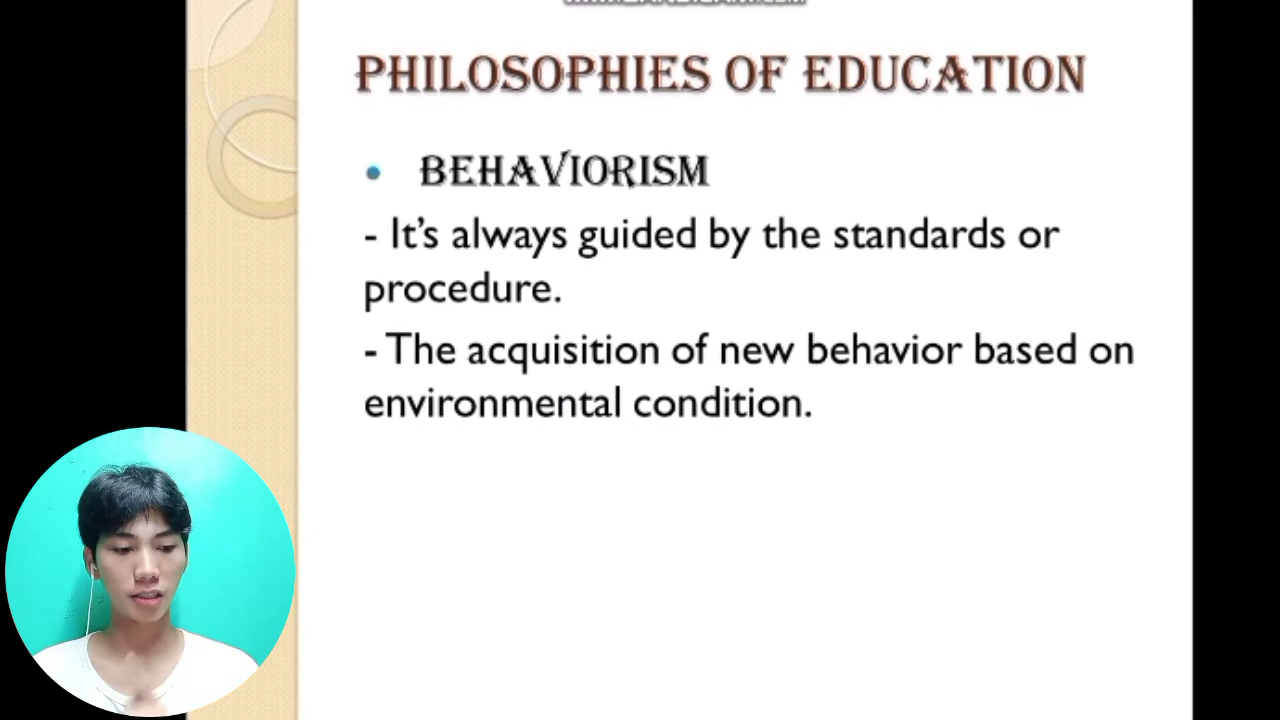 PHILOSOPHIES OF EDUCATION
• BEHAVIORISM
- It's always guided by the standards or
procedure.
- The acquisition of new behavior based on
environmental condition.